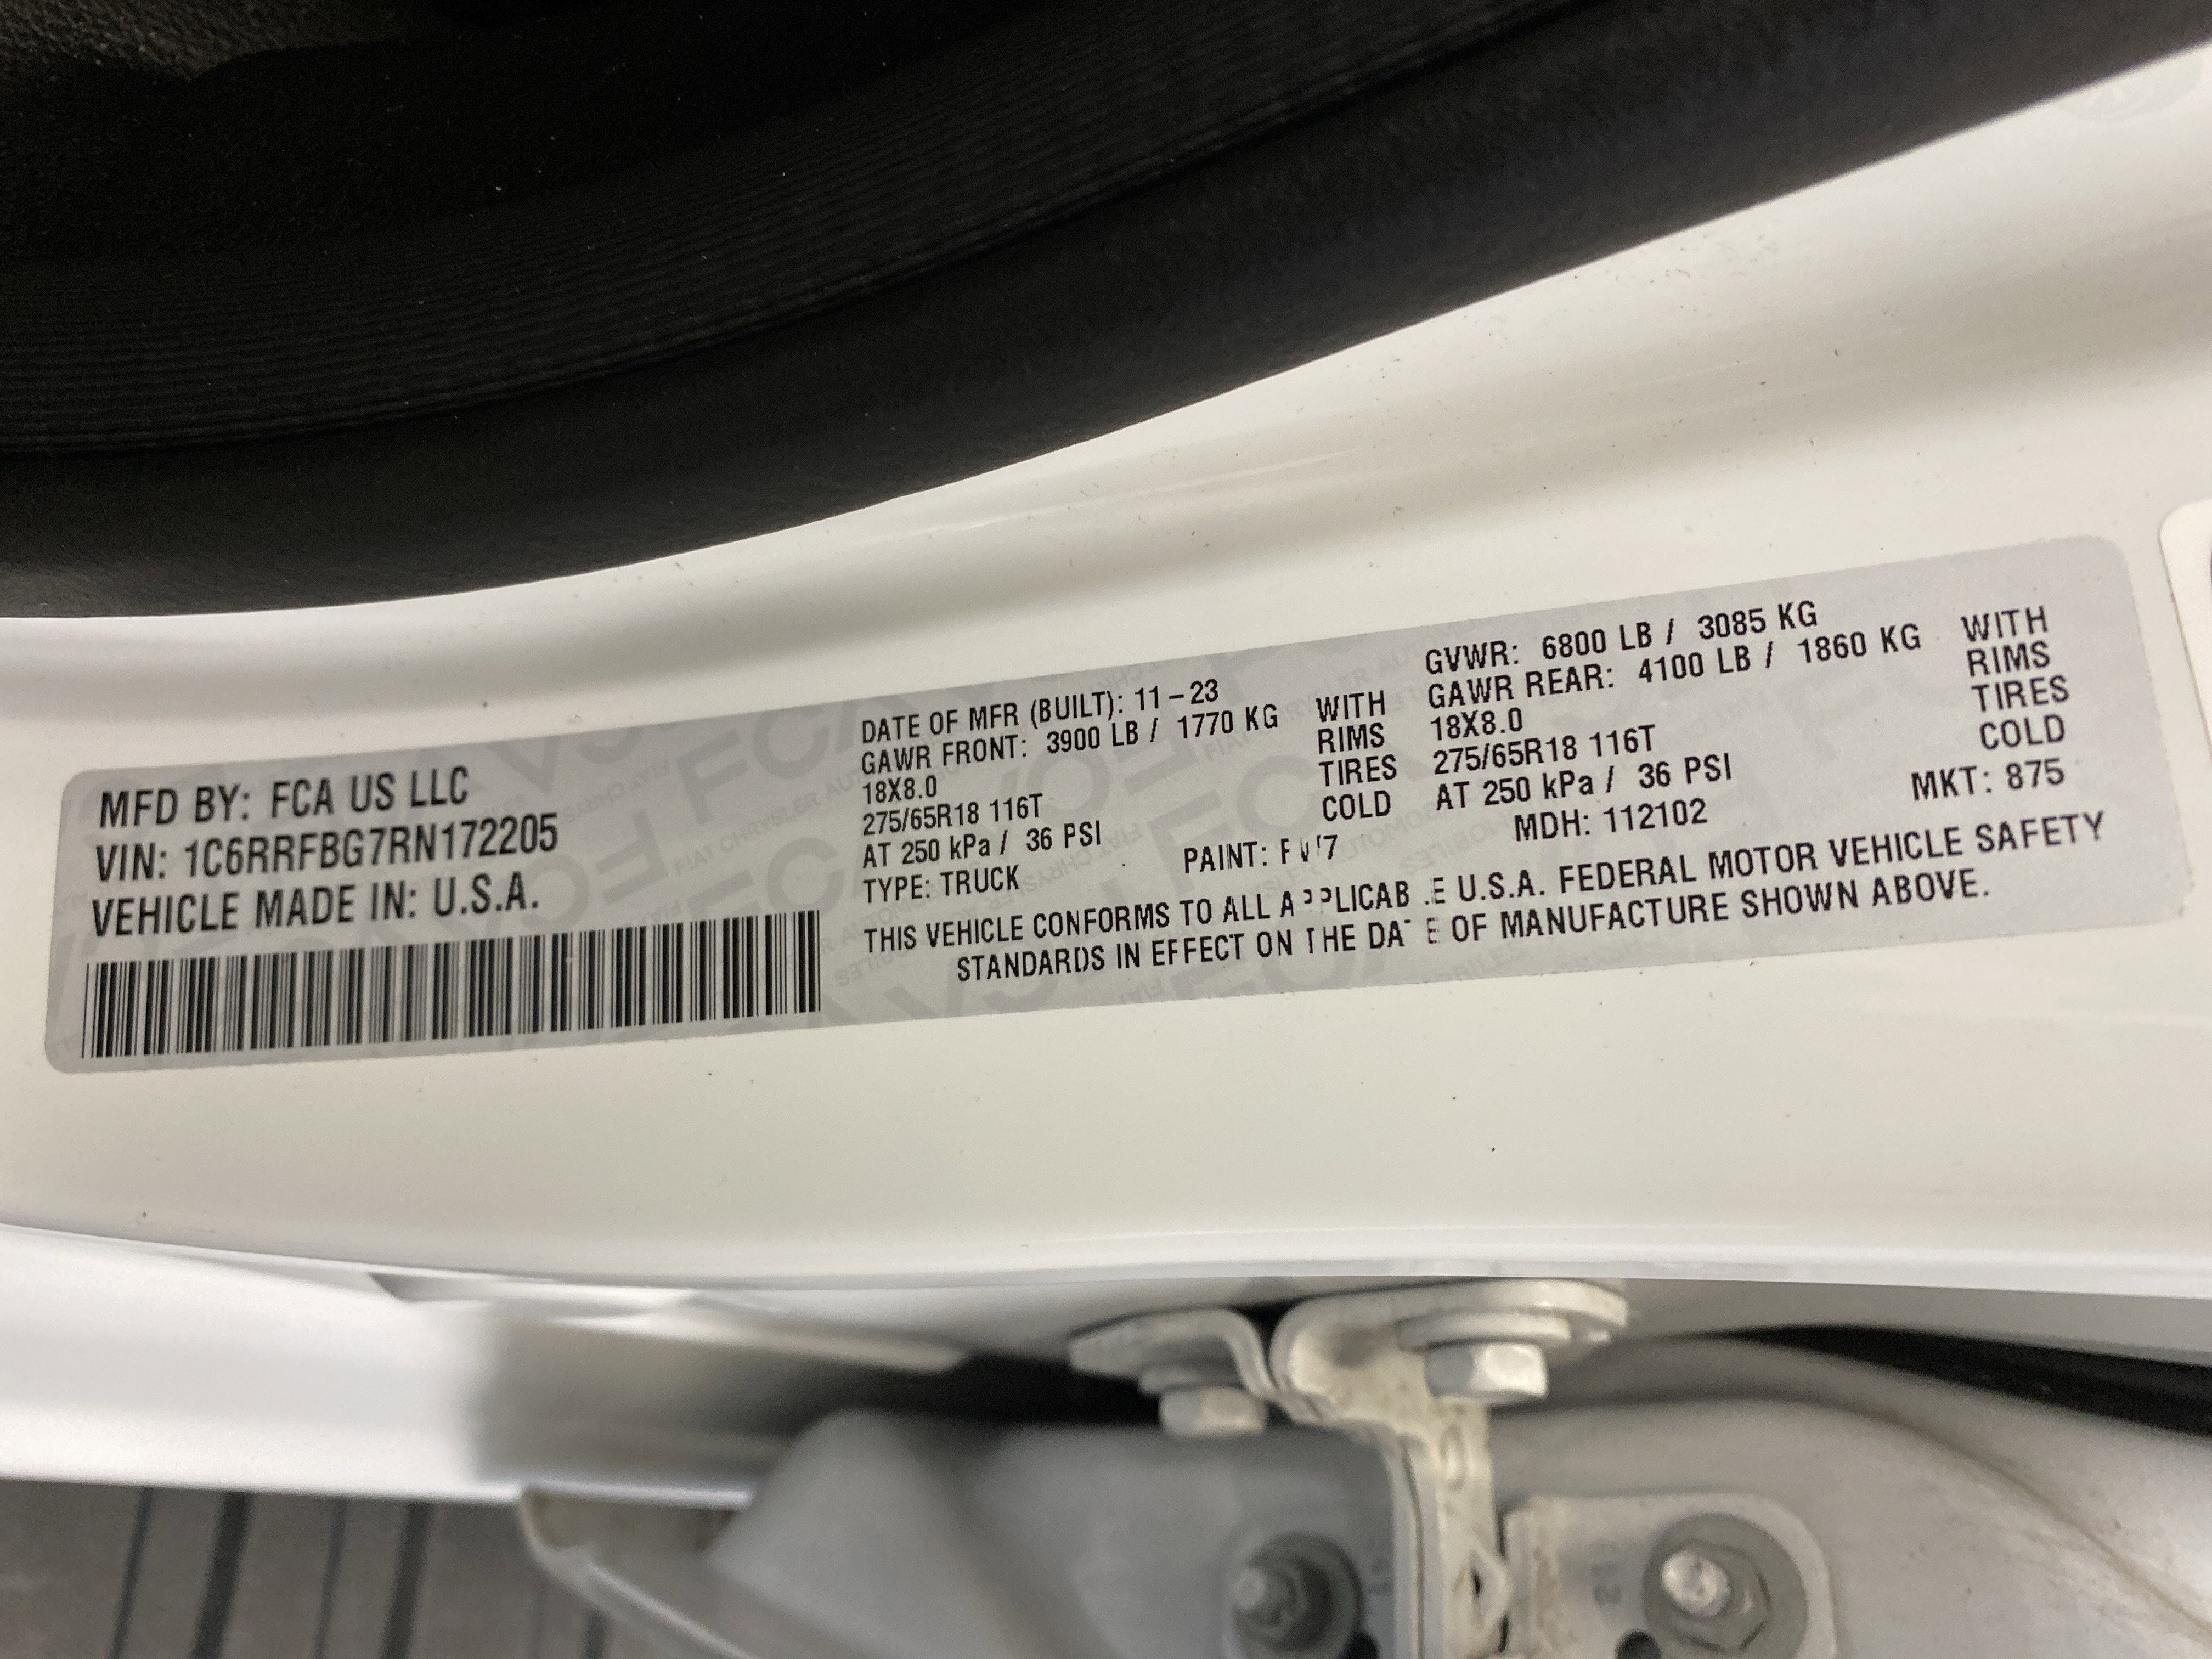 MFD BY: FCA US LLC
VIN: 1C6RRFBG7RN172205
VEHICLE MADE IN: U.S.A.
DATE OF MFR (BUILT): 11-23
GAWR FRONT: 3900 LB / 1770 KG WITH
18X8.0 RIMS
275/65R18 116T TIRES
AT 250 kPa / 36 PSI COLD
TYPE: TRUCK PAINT: FW7
GVWR: 6800 LB / 3085 KG
GAWR REAR: 4100 LB / 1860 KG WITH
18X8.0 RIMS
275/65R18 116T TIRES
AT 250 kPa / 36 PSI COLD
MDH: 112102 MKT: 875
THIS VEHICLE CONFORMS TO ALL APPLICABLE U.S.A. FEDERAL MOTOR VEHICLE SAFETY
STANDARDS IN EFFECT ON THE DATE OF MANUFACTURE SHOWN ABOVE.